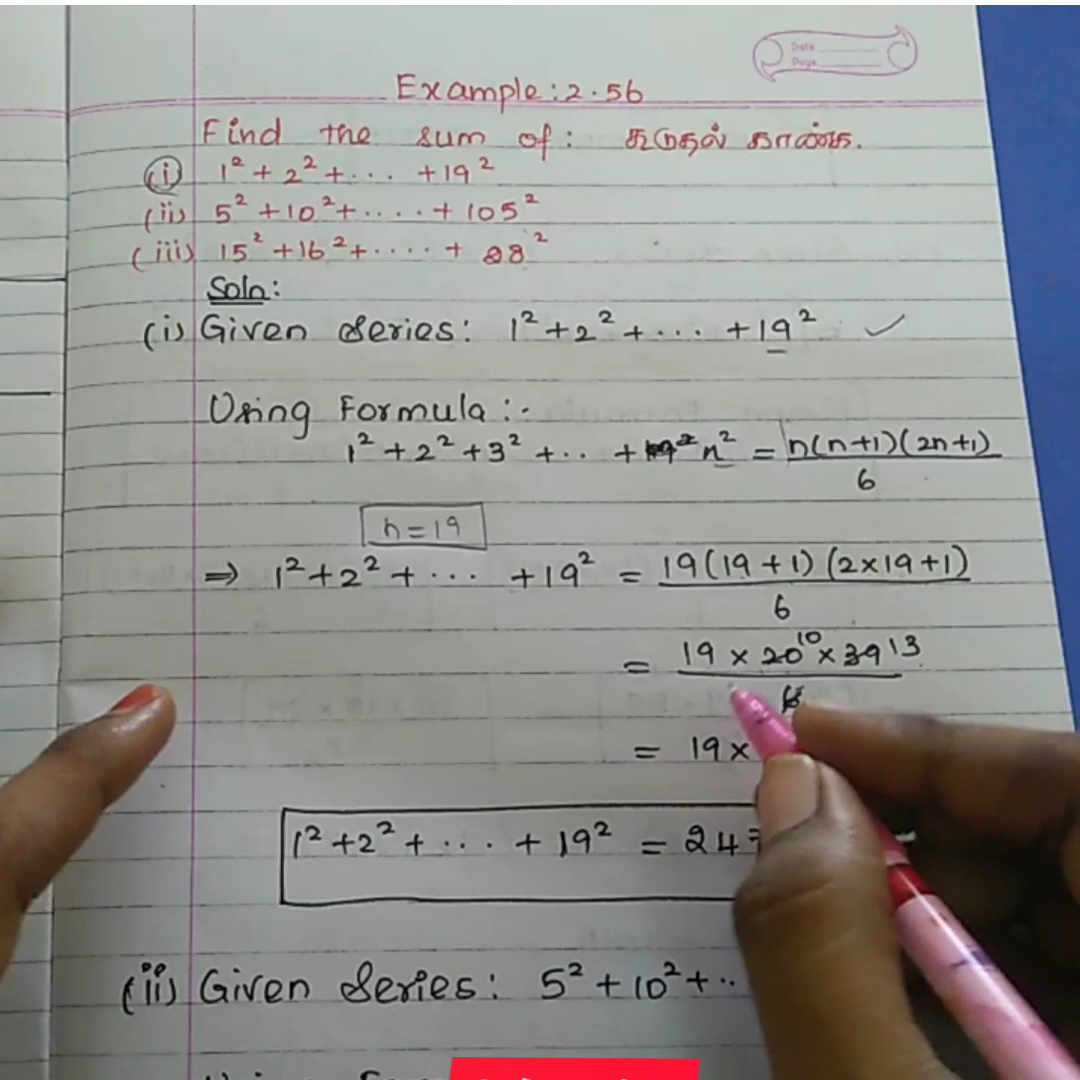 Date
Page
Example: 2.56
Find the sum of: கூடுதல் காண்க.
(i) 1² + 2² + ... + 19²
(ii) 5² + 10² + .... + 105²
(iii) 15² + 16² + .... + 28²
Soln:
(i) Given Series: 1² + 2² + ... + 19² ✓
Using Formula :-
1² + 2² + 3² + .. + n² = n(n+1)(2n+1)
6
n = 19
⇒ 1² + 2² + ... + 19² = 19(19+1)(2×19+1)
6
= 19 × 20 10 × 39 13
6
= 19 ×
1² + 2² + ... + 19² = 247
(ii) Given Series: 5² + 10² + ..